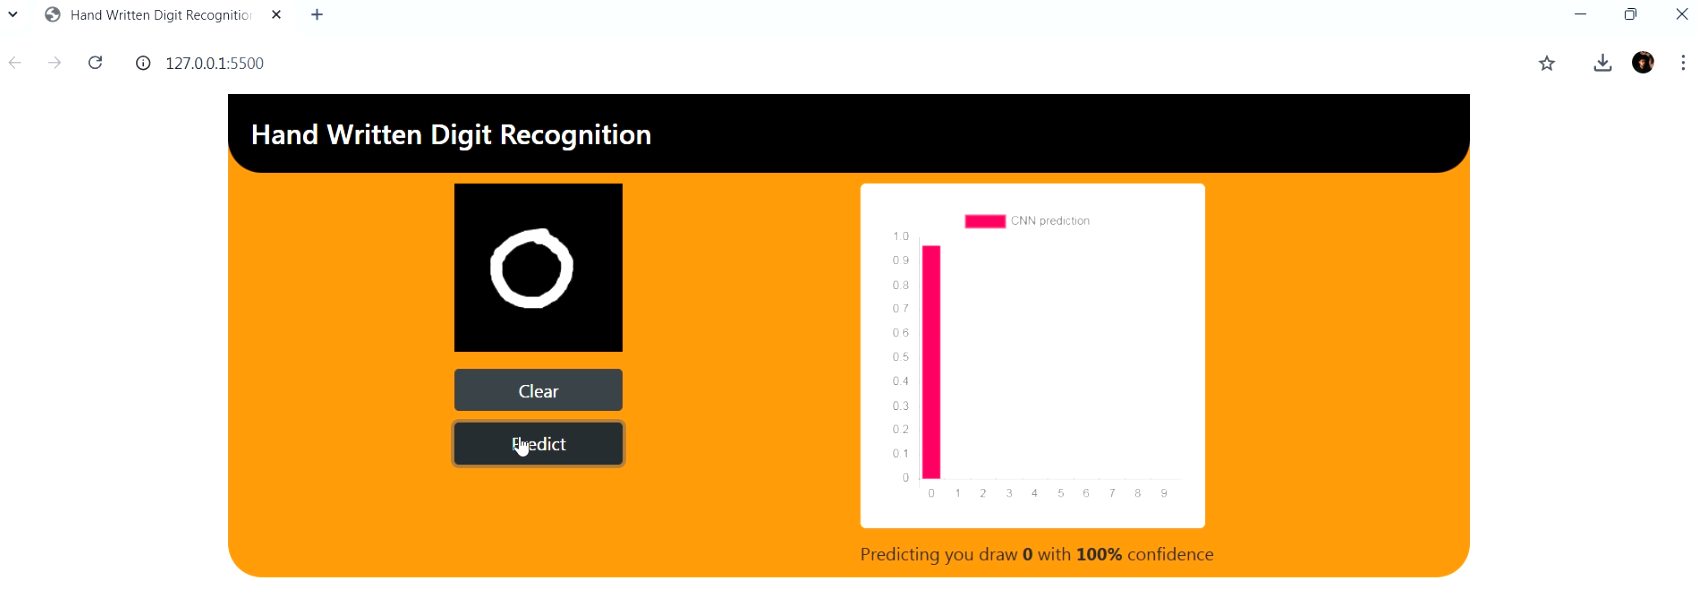 Hand Written Digit Recognition
127.0.0.1:5500
Hand Written Digit Recognition
CNN prediction
1.0
0.9
0.8
0.7
0.6
0.5
0.4
0.3
0.2
0.1
0
0 1 2 3 4 5 6 7 8 9
Clear
Predict
Predicting you draw 0 with 100% confidence